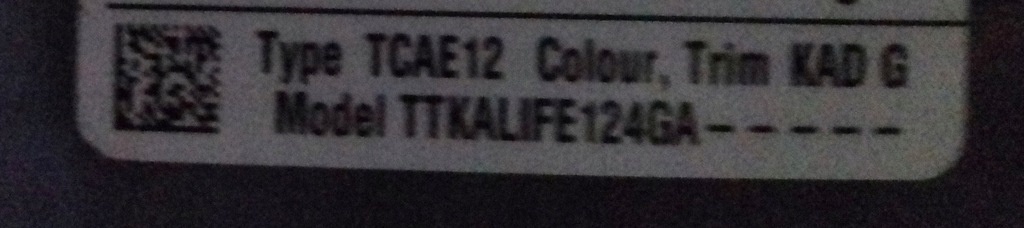 Type TCAE12 Colour, Trim KAD G
Model TTKALIFE124GA-----